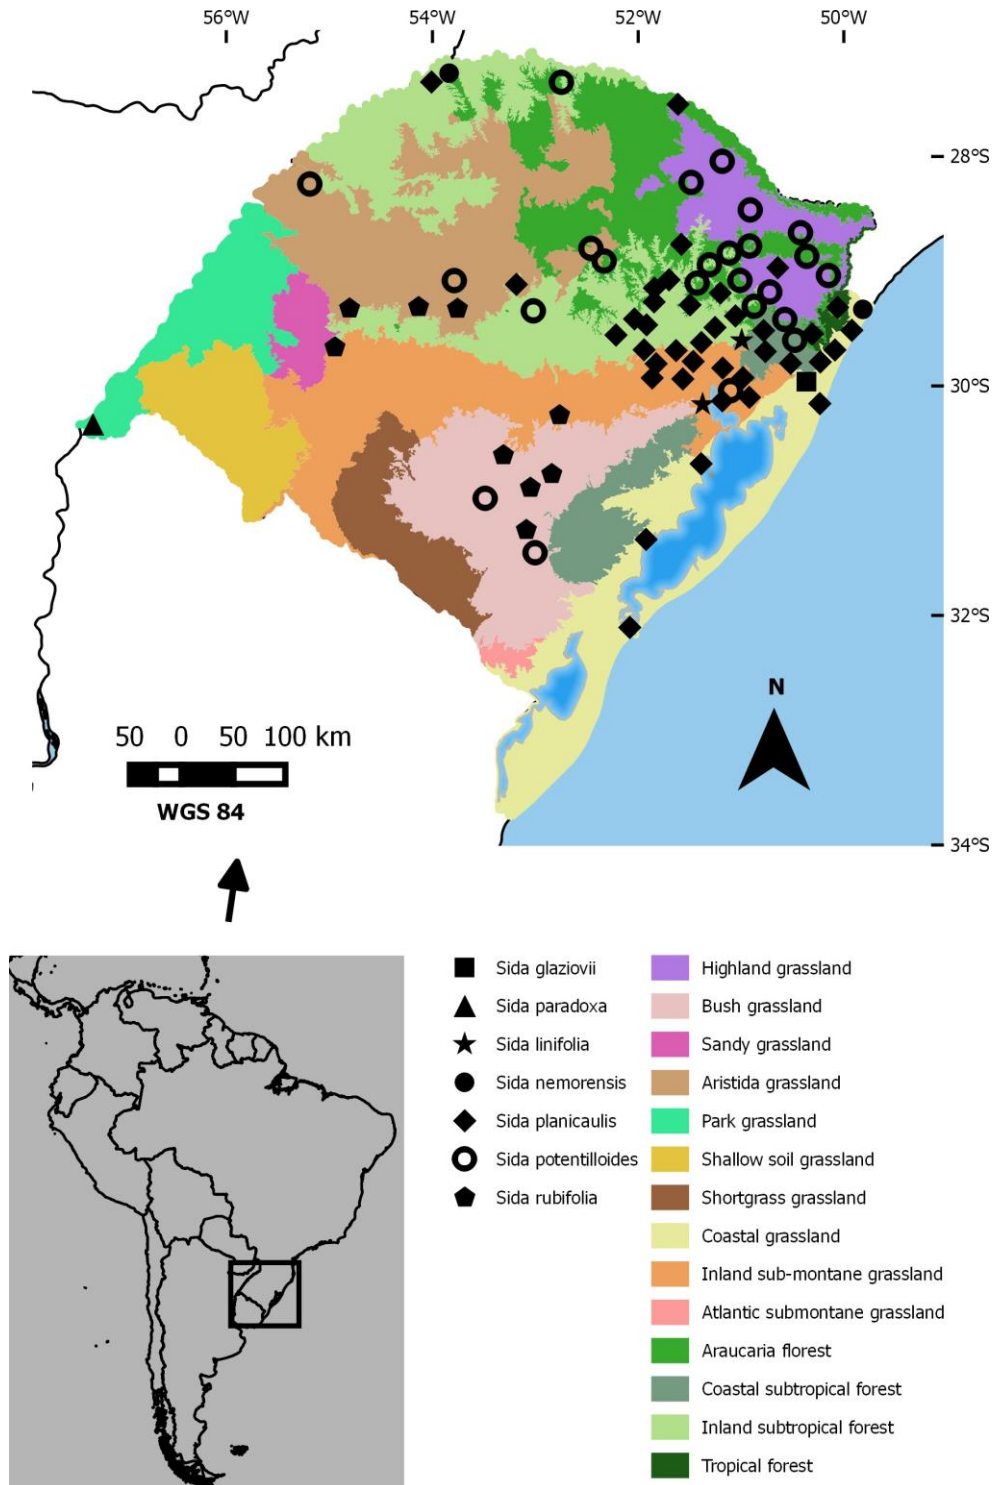 56°W 54°W 52°W 50°W
28°S
30°S
32°S
34°S
N
50 0 50 100 km
WGS 84
Sida glaziovii
Sida paradoxa
Sida linifolia
Sida nemorensis
Sida planicaulis
Sida potentilloides
Sida rubifolia
Highland grassland
Bush grassland
Sandy grassland
Aristida grassland
Park grassland
Shallow soil grassland
Shortgrass grassland
Coastal grassland
Inland sub-montane grassland
Atlantic submontane grassland
Araucaria florest
Coastal subtropical forest
Inland subtropical forest
Tropical forest